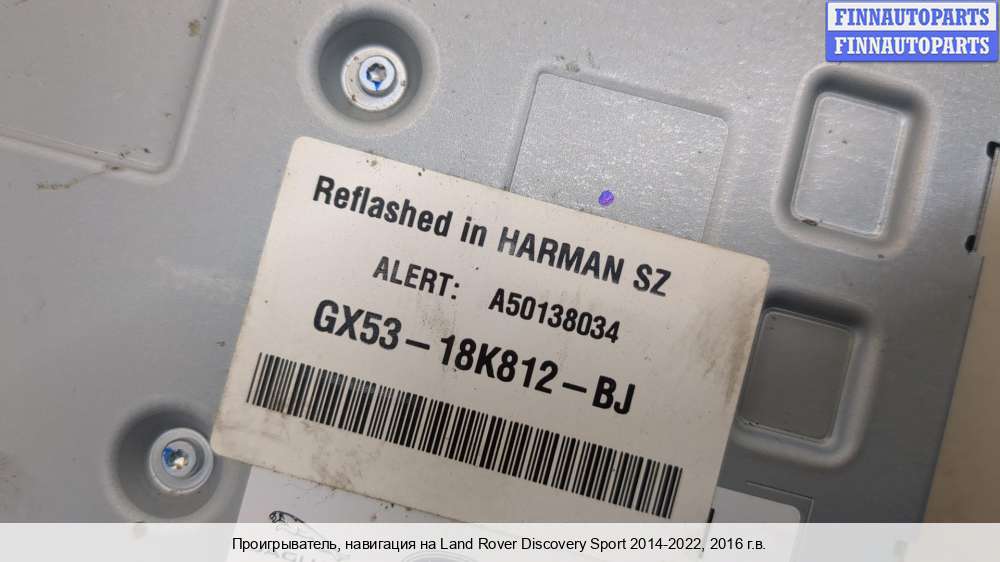 FINNAUTOPARTS
FINNAUTOPARTS
Reflashed in HARMAN SZ
ALERT: A50138034
GX53-18K812-BJ
Проигрыватель, навигация на Land Rover Discovery Sport 2014-2022, 2016 г.в.